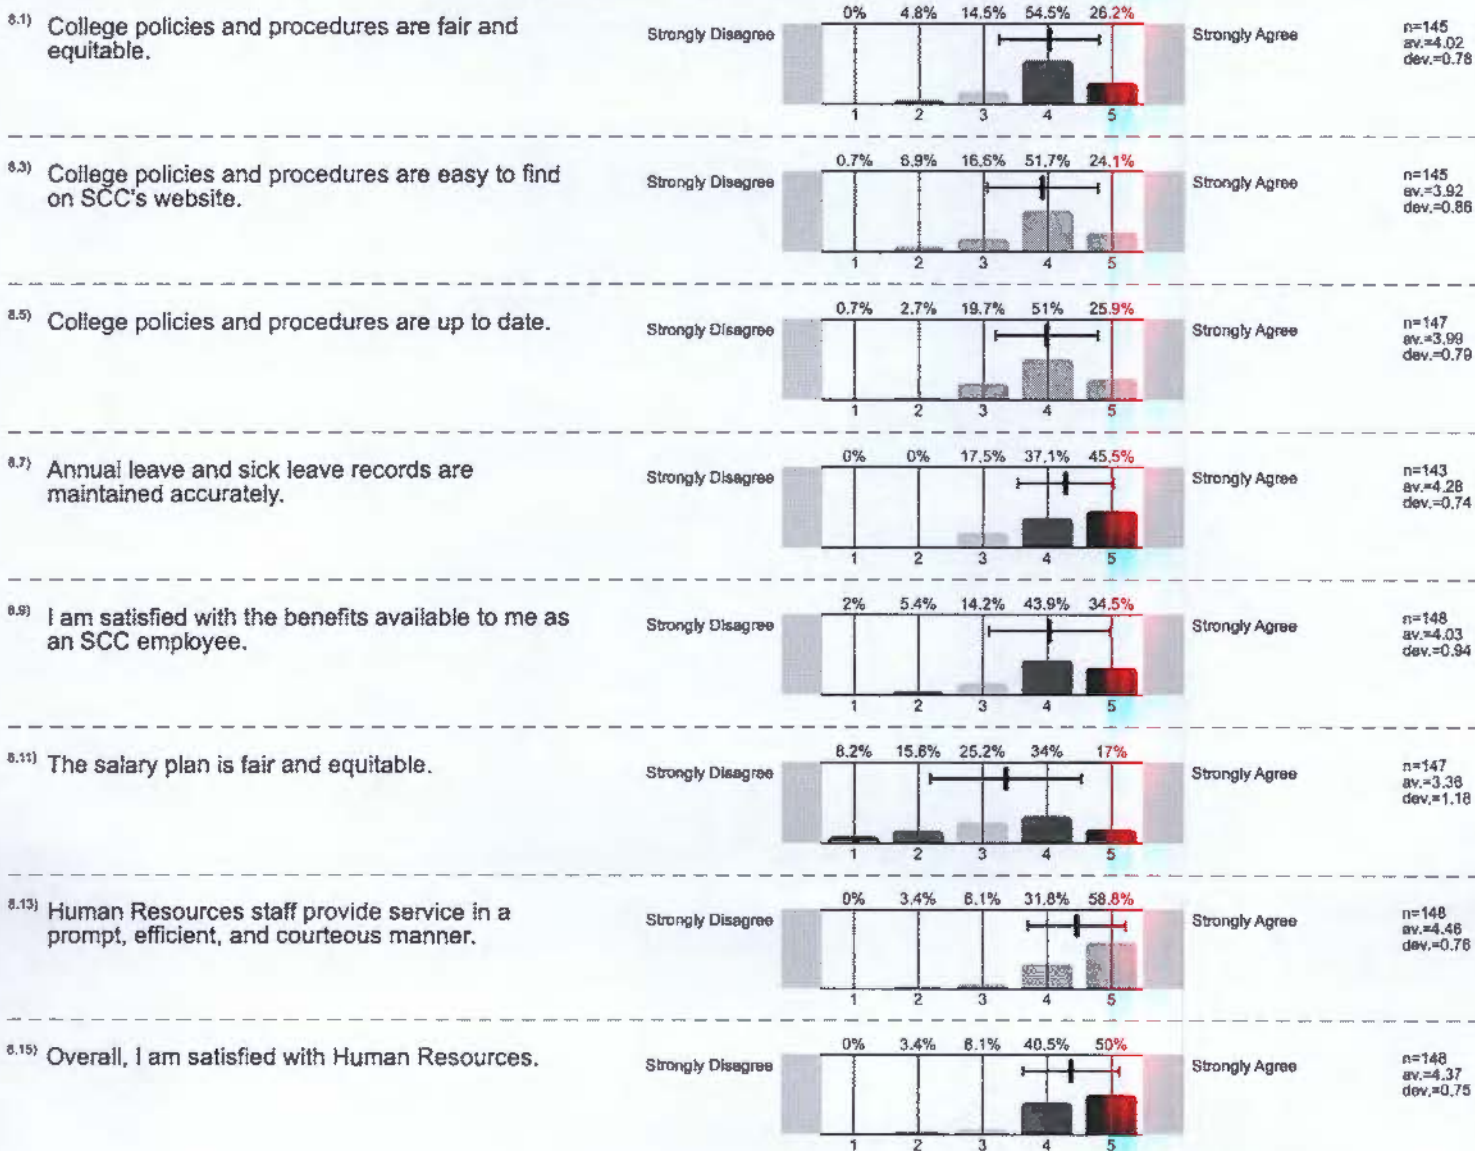 8.1) College policies and procedures are fair and
equitable.
Strongly Disagree
0% 4.8% 14.5% 54.5% 26.2%
1 2 3 4 5
Strongly Agree
n=145
av.=4.02
dev.=0.78
8.3) College policies and procedures are easy to find
on SCC's website.
Strongly Disagree
0.7% 6.9% 16.6% 51.7% 24.1%
1 2 3 4 5
Strongly Agree
n=145
av.=3.92
dev.=0.86
8.5) College policies and procedures are up to date.
Strongly Disagree
0.7% 2.7% 19.7% 51% 25.9%
1 2 3 4 5
Strongly Agree
n=147
av.=3.99
dev.=0.79
8.7) Annual leave and sick leave records are
maintained accurately.
Strongly Disagree
0% 0% 17.5% 37.1% 45.5%
1 2 3 4 5
Strongly Agree
n=143
av.=4.28
dev.=0.74
8.9) I am satisfied with the benefits available to me as
an SCC employee.
Strongly Disagree
2% 5.4% 14.2% 43.9% 34.5%
1 2 3 4 5
Strongly Agree
n=148
av.=4.03
dev.=0.94
8.11) The salary plan is fair and equitable.
Strongly Disagree
8.2% 15.6% 25.2% 34% 17%
1 2 3 4 5
Strongly Agree
n=147
av.=3.36
dev.=1.18
8.13) Human Resources staff provide service in a
prompt, efficient, and courteous manner.
Strongly Disagree
0% 3.4% 6.1% 31.8% 58.8%
1 2 3 4 5
Strongly Agree
n=148
av.=4.46
dev.=0.76
8.15) Overall, I am satisfied with Human Resources.
Strongly Disagree
0% 3.4% 6.1% 40.5% 50%
1 2 3 4 5
Strongly Agree
n=148
av.=4.37
dev.=0.75